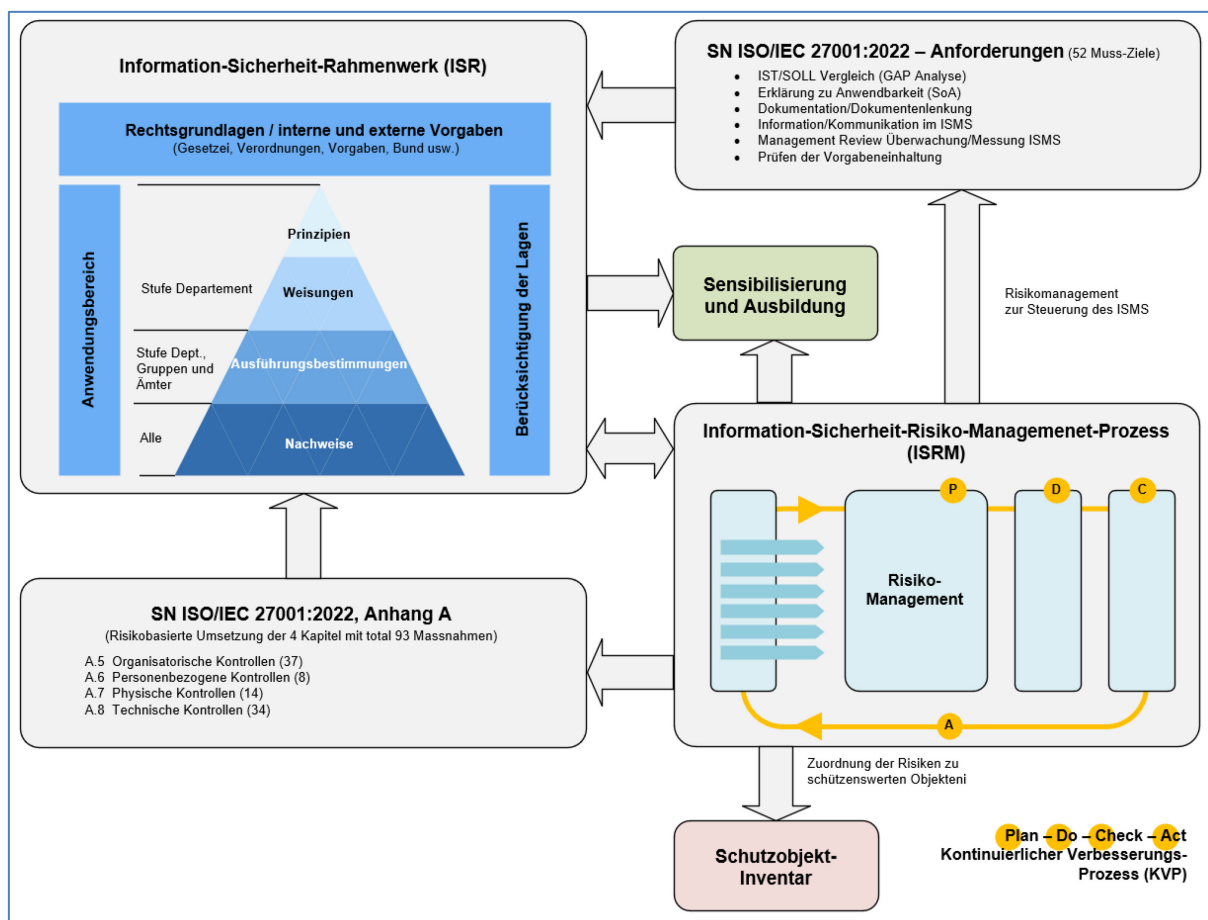 Information-Sicherheit-Rahmenwerk (ISR)
Rechtsgrundlagen / interne und externe Vorgaben
(Gesetzei, Verordnungen, Vorgaben, Bund usw.)
Anwendungsbereich
Stufe Departement
Stufe Dept.,
Gruppen und
Ämter
Alle
Prinzipien
Weisungen
Ausführungsbestimmungen
Nachweise
Berücksichtigung der Lagen
SN ISO/IEC 27001:2022 – Anforderungen (52 Muss-Ziele)
• IST/SOLL Vergleich (GAP Analyse)
• Erklärung zu Anwendbarkeit (SoA)
• Dokumentation/Dokumentenlenkung
• Information/Kommunikation im ISMS
• Management Review Überwachung/Messung ISMS
• Prüfen der Vorgabeneinhaltung
Sensibilisierung
und Ausbildung
Risikomanagement
zur Steuerung des ISMS
Information-Sicherheit-Risiko-Managemenet-Prozess
(ISRM)
P
D
C
Risiko-
Management
A
SN ISO/IEC 27001:2022, Anhang A
(Risikobasierte Umsetzung der 4 Kapitel mit total 93 Massnahmen)
A.5 Organisatorische Kontrollen (37)
A.6 Personenbezogene Kontrollen (8)
A.7 Physische Kontrollen (14)
A.8 Technische Kontrollen (34)
Zuordnung der Risiken zu
schützenswerten Objekteni
Schutzobjekt-
Inventar
Plan – Do – Check – Act
Kontinuierlicher Verbesserungs-
Prozess (KVP)